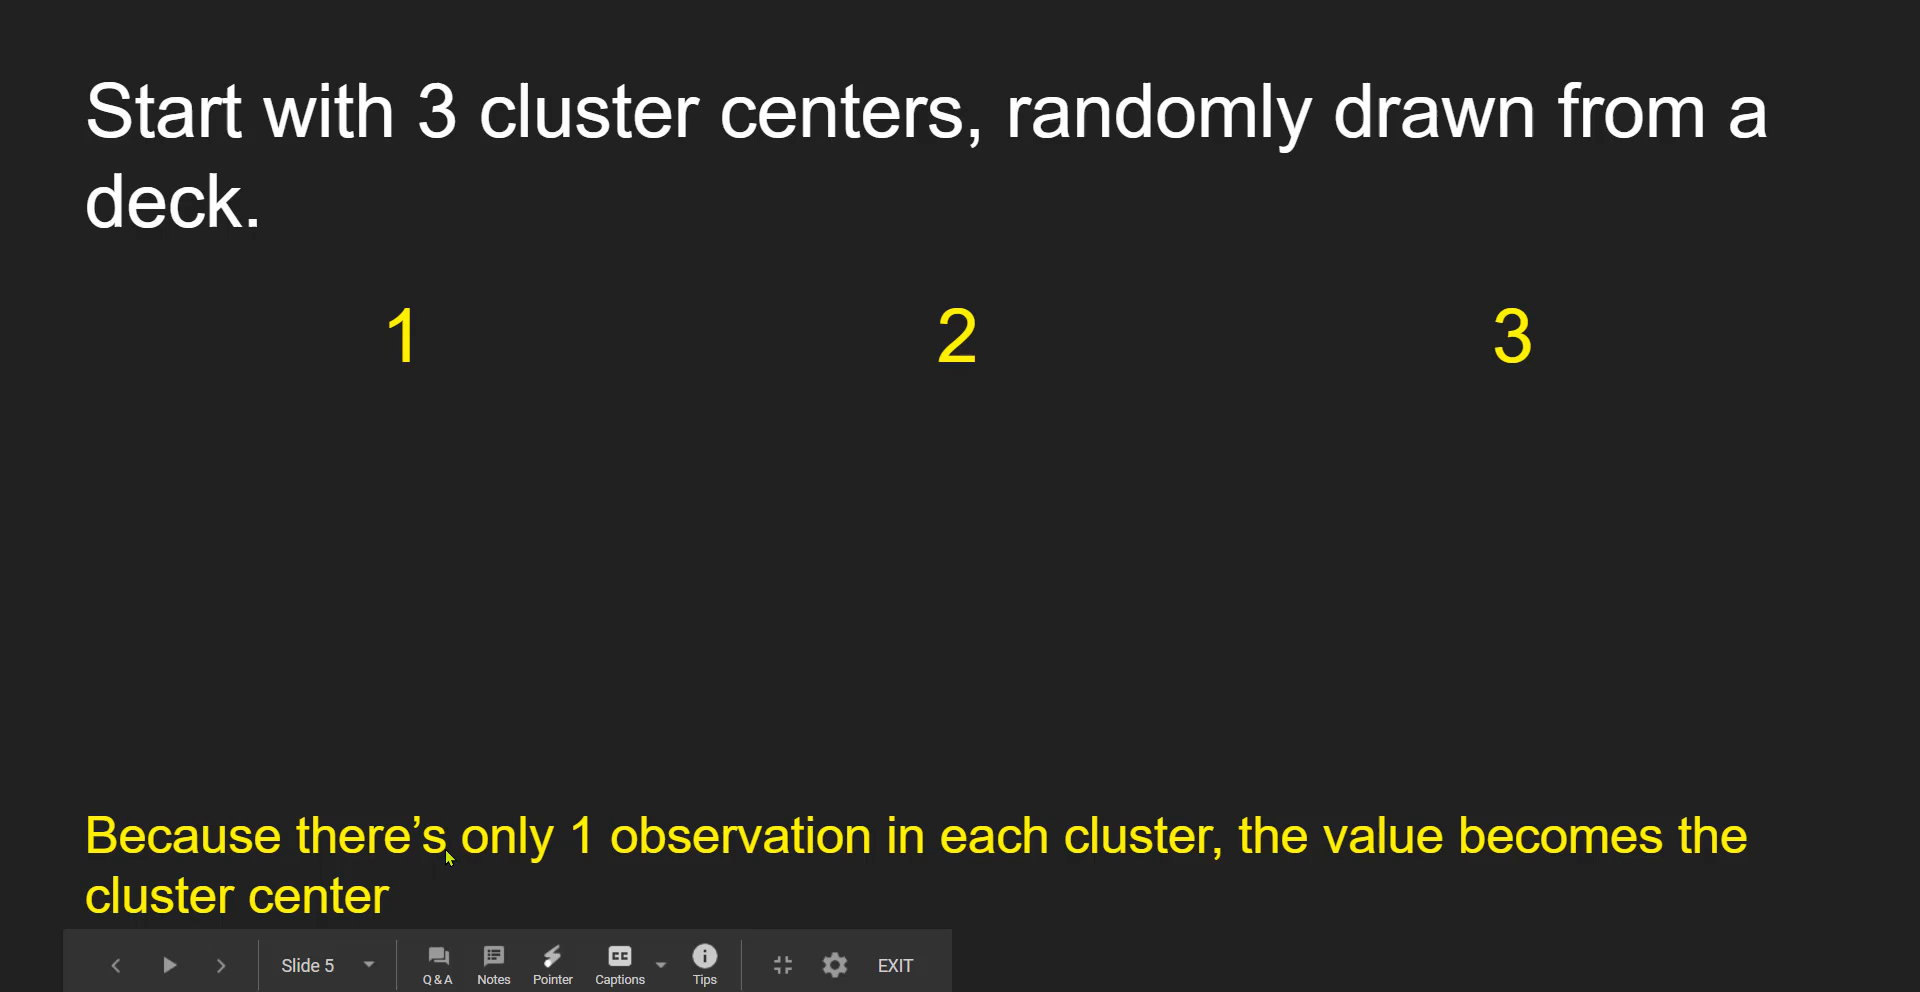 Start with 3 cluster centers, randomly drawn from a
deck.
1 2 3
Because there’s only 1 observation in each cluster, the value becomes the
cluster center
Slide 5 Q & A Notes Pointer CC Captions Tips EXIT